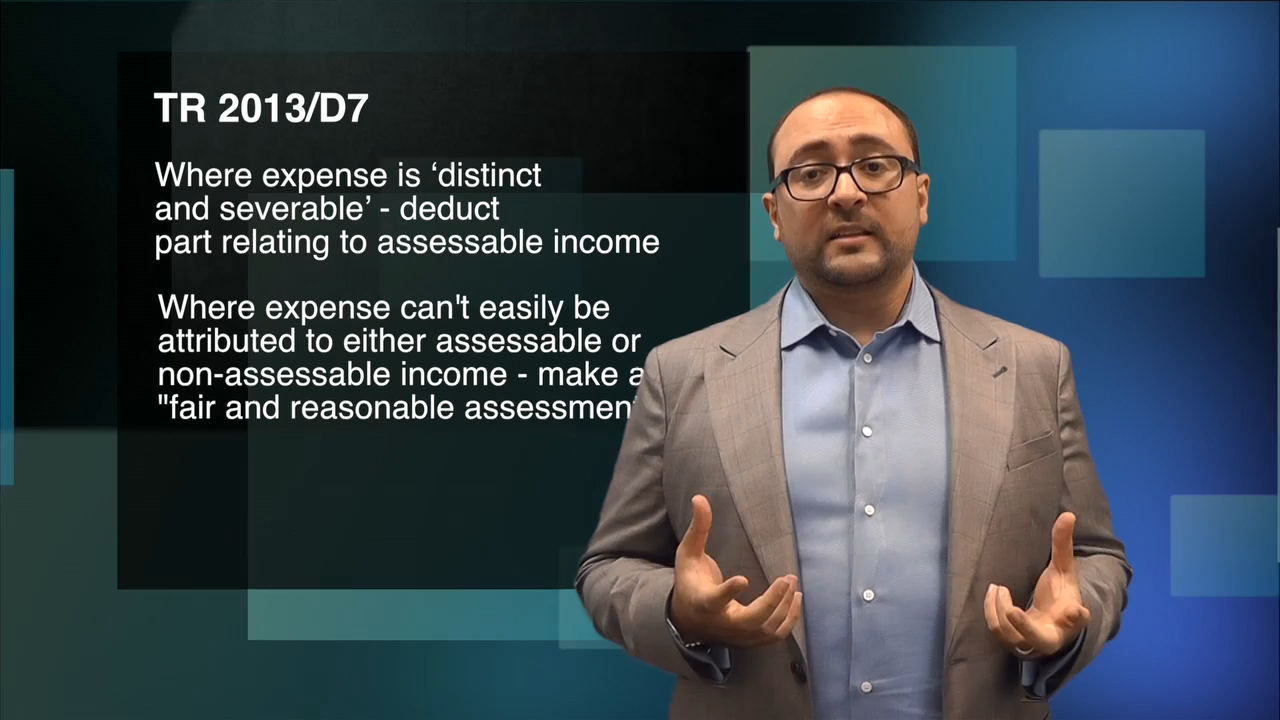 TR 2013/D7
Where expense is ‘distinct
and severable’ - deduct
part relating to assessable income
Where expense can't easily be
attributed to either assessable or
non-assessable income - make a
"fair and reasonable assessment